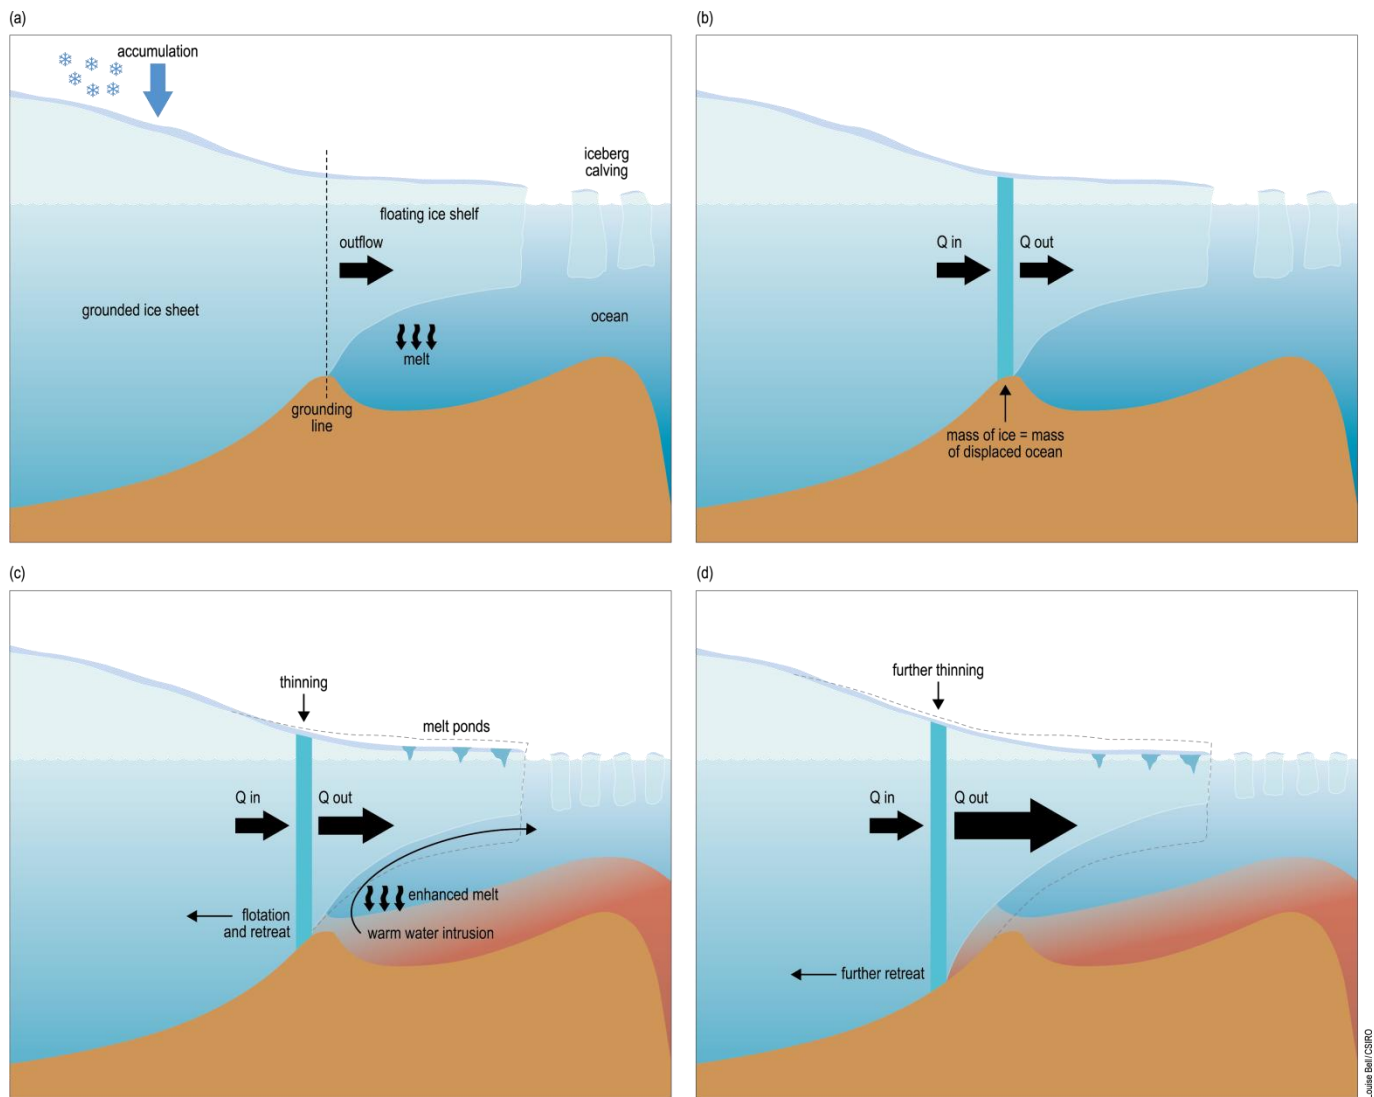 (a)
accumulation
iceberg
calving
floating ice shelf
outflow
grounded ice sheet
ocean
melt
grounding
line
(b)
Q in
Q out
mass of ice = mass
of displaced ocean
(c)
thinning
melt ponds
Q in
Q out
enhanced melt
flotation
and retreat
warm water intrusion
(d)
further thinning
Q in
Q out
further retreat
Louise Bell/CSIRO